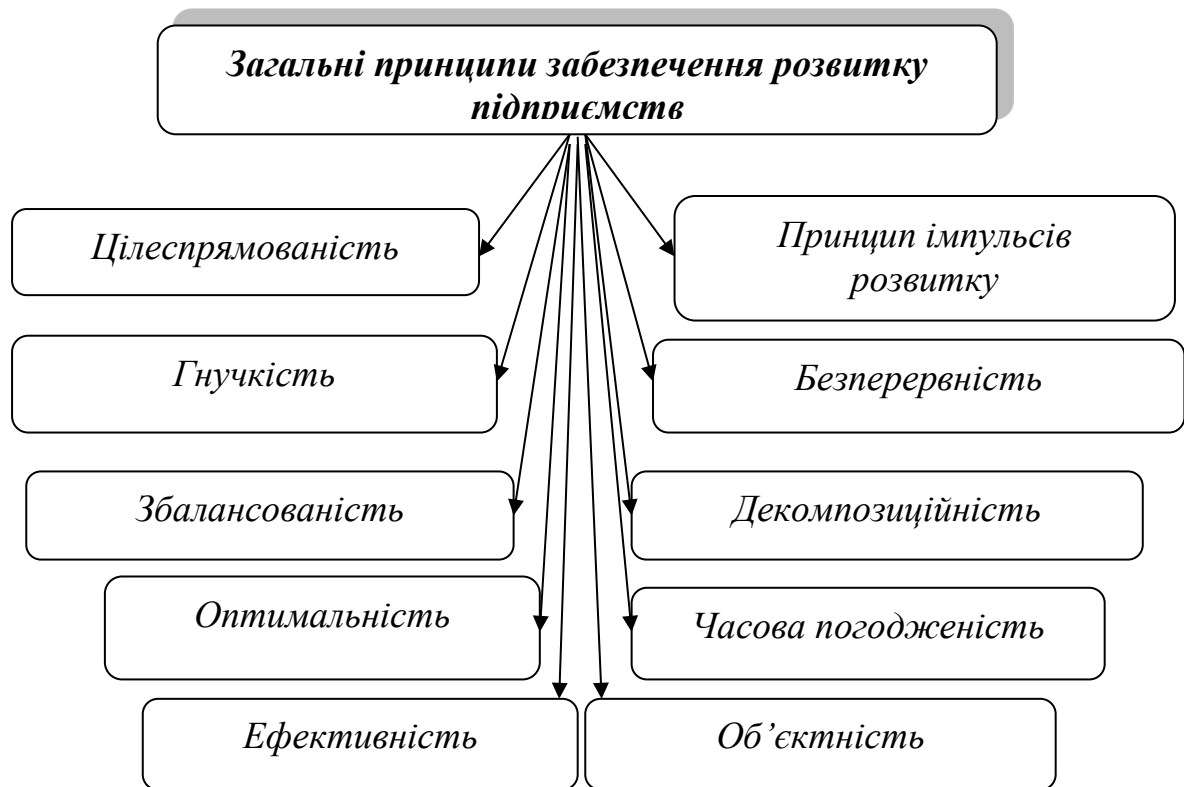 Загальні принципи забезпечення розвитку
підприємств
Цілеспрямованість
Принцип імпульсів
розвитку
Гнучкість
Безперервність
Збалансованість
Декомпозиційність
Оптимальність
Часова погодженість
Ефективність
Об’єктність